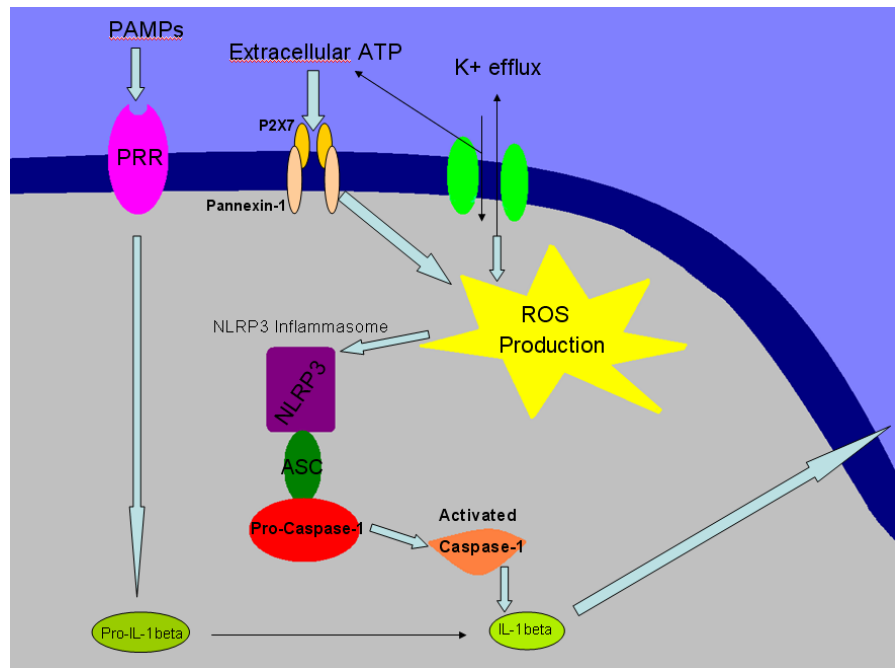 PAMPs
Extracellular ATP
K+ efflux
P2X7
PRR
Pannexin-1
ROS
Production
NLRP3 Inflammasome
NLRP3
ASC
Pro-Caspase-1
Activated
Caspase-1
Pro-IL-1beta
IL-1beta